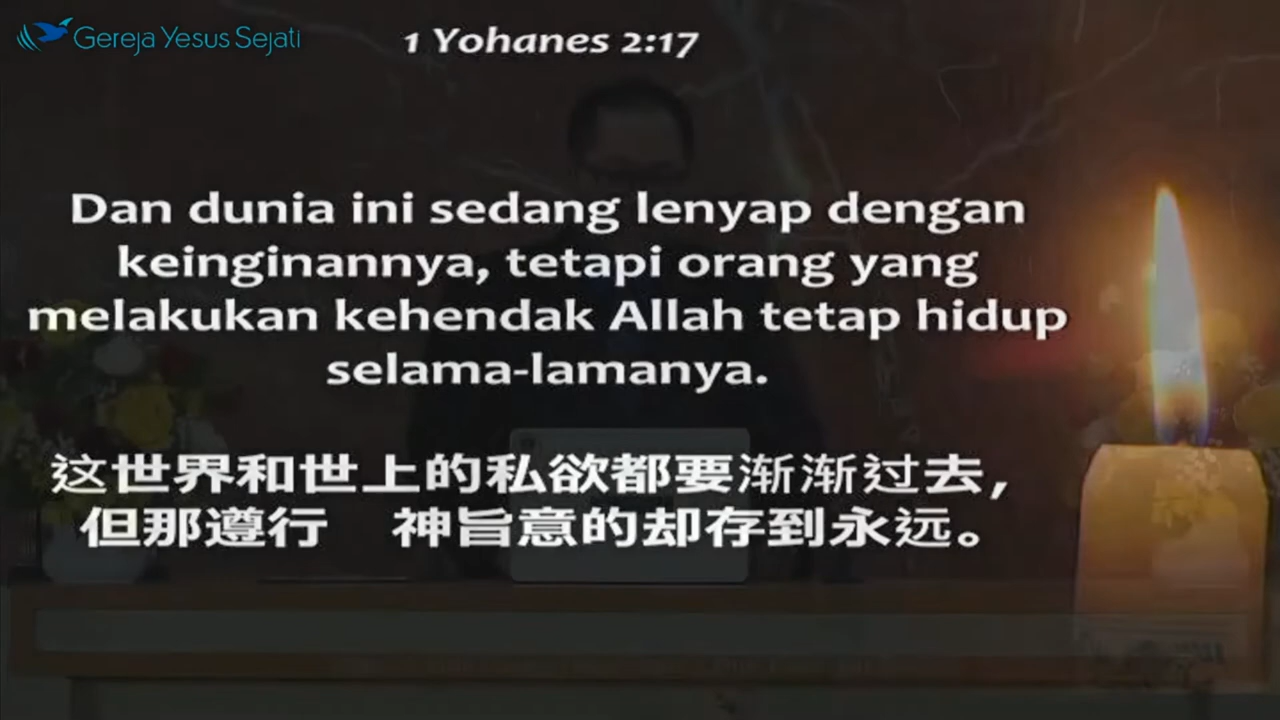 Gereja Yesus Sejati
1 Yohanes 2:17
Dan dunia ini sedang lenyap dengan
keinginannya, tetapi orang yang
melakukan kehendak Allah tetap hidup
selama-lamanya.
这世界和世上的私欲都要渐渐过去,
但那遵行　神旨意的却存到永远。